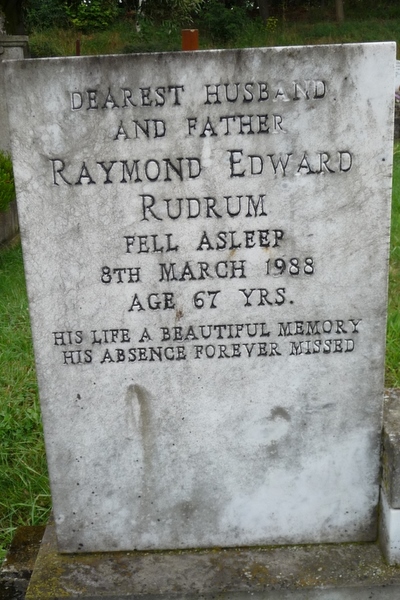 DEAREST HUSBAND
AND FATHER
RAYMOND EDWARD
RUDRUM
FELL ASLEEP
8TH MARCH 1988
AGE 67 YRS.
HIS LIFE A BEAUTIFUL MEMORY
HIS ABSENCE FOREVER MISSED